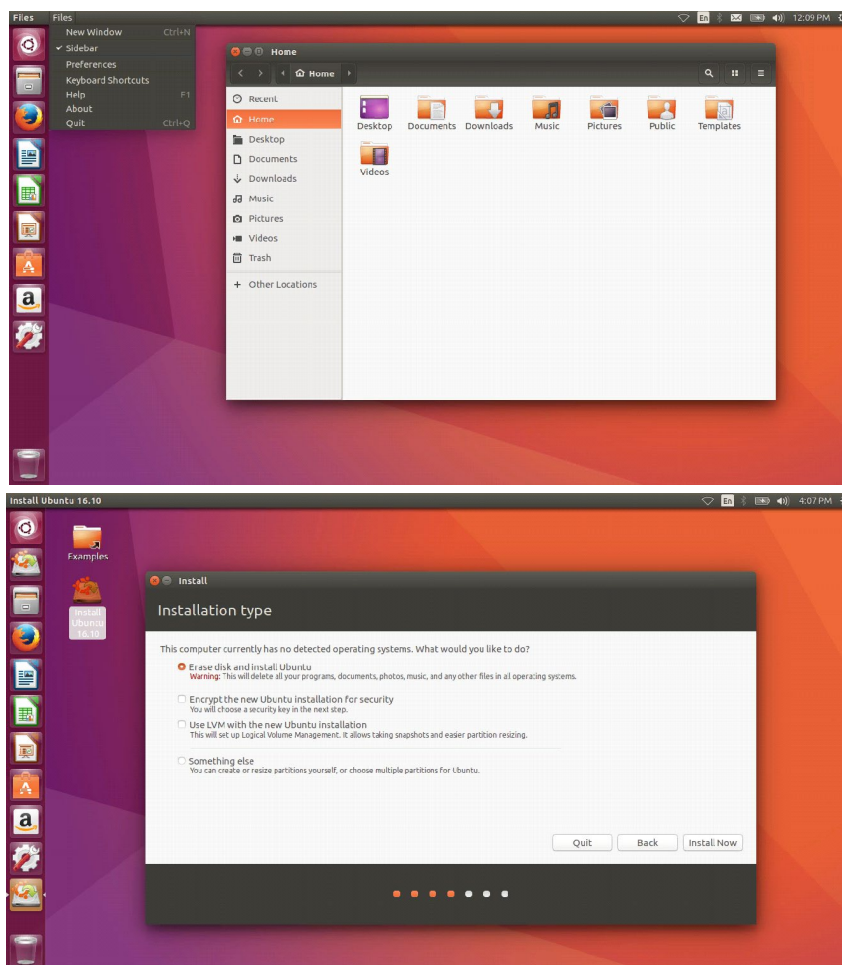 Files Files En 12:09 PM
New Window Ctrl+N
Sidebar
Preferences
Keyboard Shortcuts
Help F1
About
Quit Ctrl+Q
Home
Home
Recent
Home
Desktop
Documents
Downloads
Music
Pictures
Videos
Trash
Other Locations
Desktop Documents Downloads Music Pictures Public Templates
Videos
Install Ubuntu 16.10 En 4:07 PM
Examples
Install
Ubuntu
16.10
Install
Installation type
This computer currently has no detected operating systems. What would you like to do?
Erase disk and install Ubuntu
Warning: This will delete all your programs, documents, photos, music, and any other files in all operating systems.
Encrypt the new Ubuntu installation for security
You will choose a security key in the next step.
Use LVM with the new Ubuntu installation
This will set up Logical Volume Management. It allows taking snapshots and easier partition resizing.
Something else
You can create or resize partitions yourself, or choose multiple partitions for Ubuntu.
Quit Back Install Now